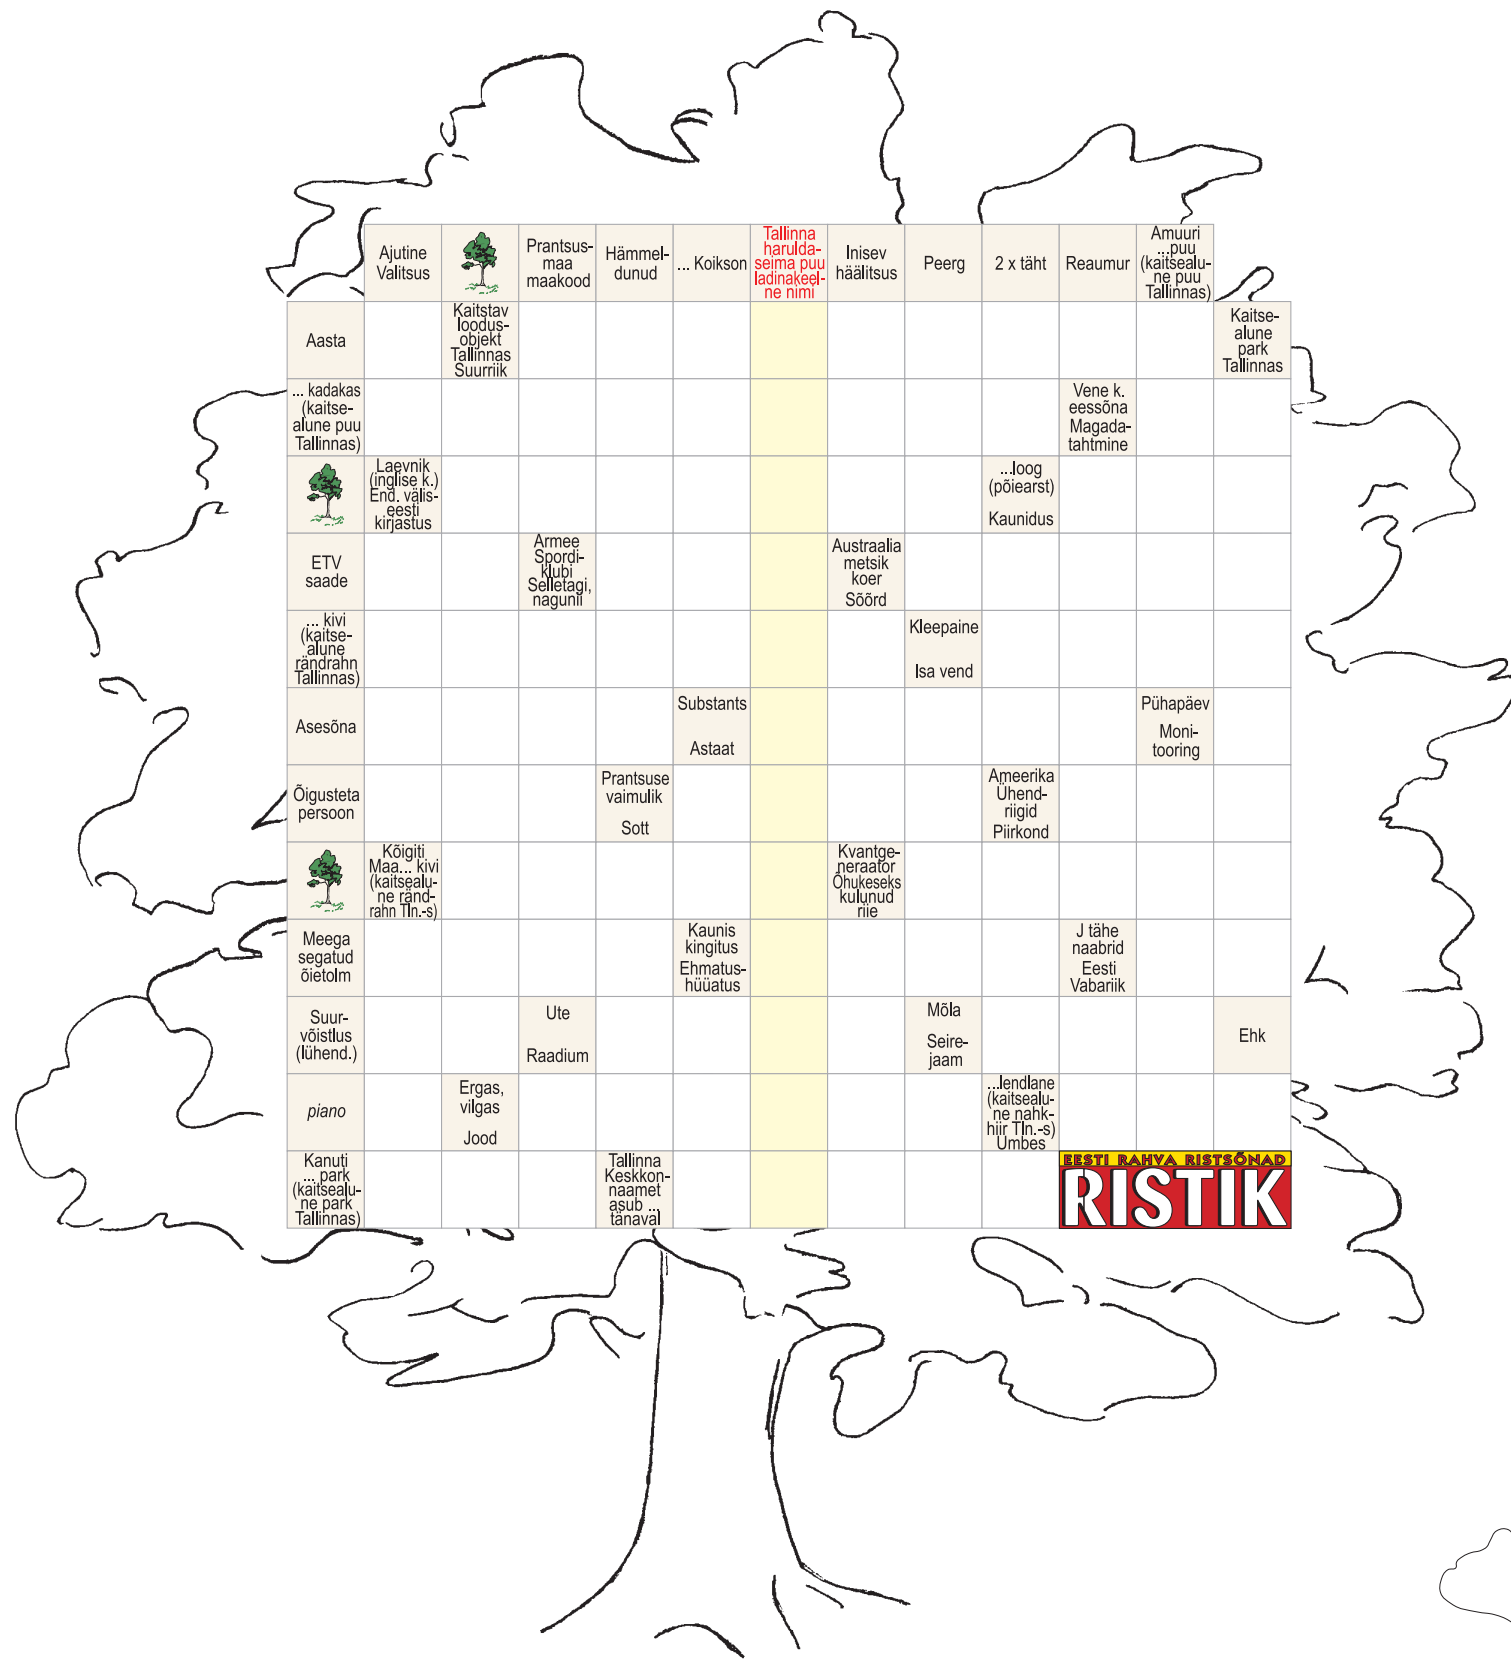 Ajutine
Valitsus
Prantsus-
maa
maakood
Hämmel-
dunud
... Koikson
Tallinna
harulda-
seima puu
ladinakeel-
ne nimi
Inisev
häälitsus
Peerg
2 x täht
Reaumur
Amuuri
...puu
(kaitsealu-
ne puu
Tallinnas)
Aasta
Kaitstav
loodus-
objekt
Tallinnas
Suurriik
Kaitse-
alune
park
Tallinnas
... kadakas
(kaitse-
alune puu
Tallinnas)
Vene k.
eessõna
Magada-
tahtmine
Laevnik
(inglise k.)
End. välis-
eesti
kirjastus
...loog
(põiearst)
Kaunidus
ETV
saade
Armee
Spordi-
klubi
Selletagi,
nagunii
Austraalia
metsik
koer
Sõõrd
... kivi
(kaitse-
alune
rändrahn
Tallinnas)
Kleepaine
Isa vend
Asesõna
Substants
Astaat
Pühapäev
Moni-
tooring
Õigusteta
persoon
Prantsuse
vaimulik
Sott
Ameerika
Ühend-
riigid
Piirkond
Kõigiti
Maa... kivi
(kaitsealu-
ne ränd-
rahn Tln.-s)
Kvantge-
neraator
Õhukeseks
kulunud
riie
Meega
segatud
õietolm
Kaunis
kingitus
Ehmatus-
hüüatus
J tähe
naabrid
Eesti
Vabariik
Suur-
võistlus
(lühend.)
Ute
Raadium
Mõla
Seire-
jaam
Ehk
piano
Ergas,
vilgas
Jood
...lendlane
(kaitsealu-
ne nahk-
hiir Tln.-s)
Umbes
Kanuti
... park
(kaitsealu-
ne park
Tallinnas)
Tallinna
Keskkon-
naamet
asub ...
tänaval
EESTI RAHVA RISTSÕNAD
RISTIK